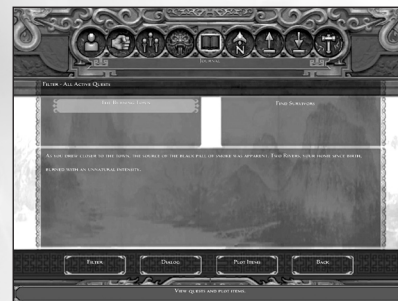 Journal
Filter - All Active Quests
The Burning Town
Find Survivors
As you drew closer to the town, the source of the black pall of smoke was apparent. Two Rivers, your home since birth,
burned with an unnatural intensity.
Filter
Dialog
Plot Items
Back
View quests and plot items.